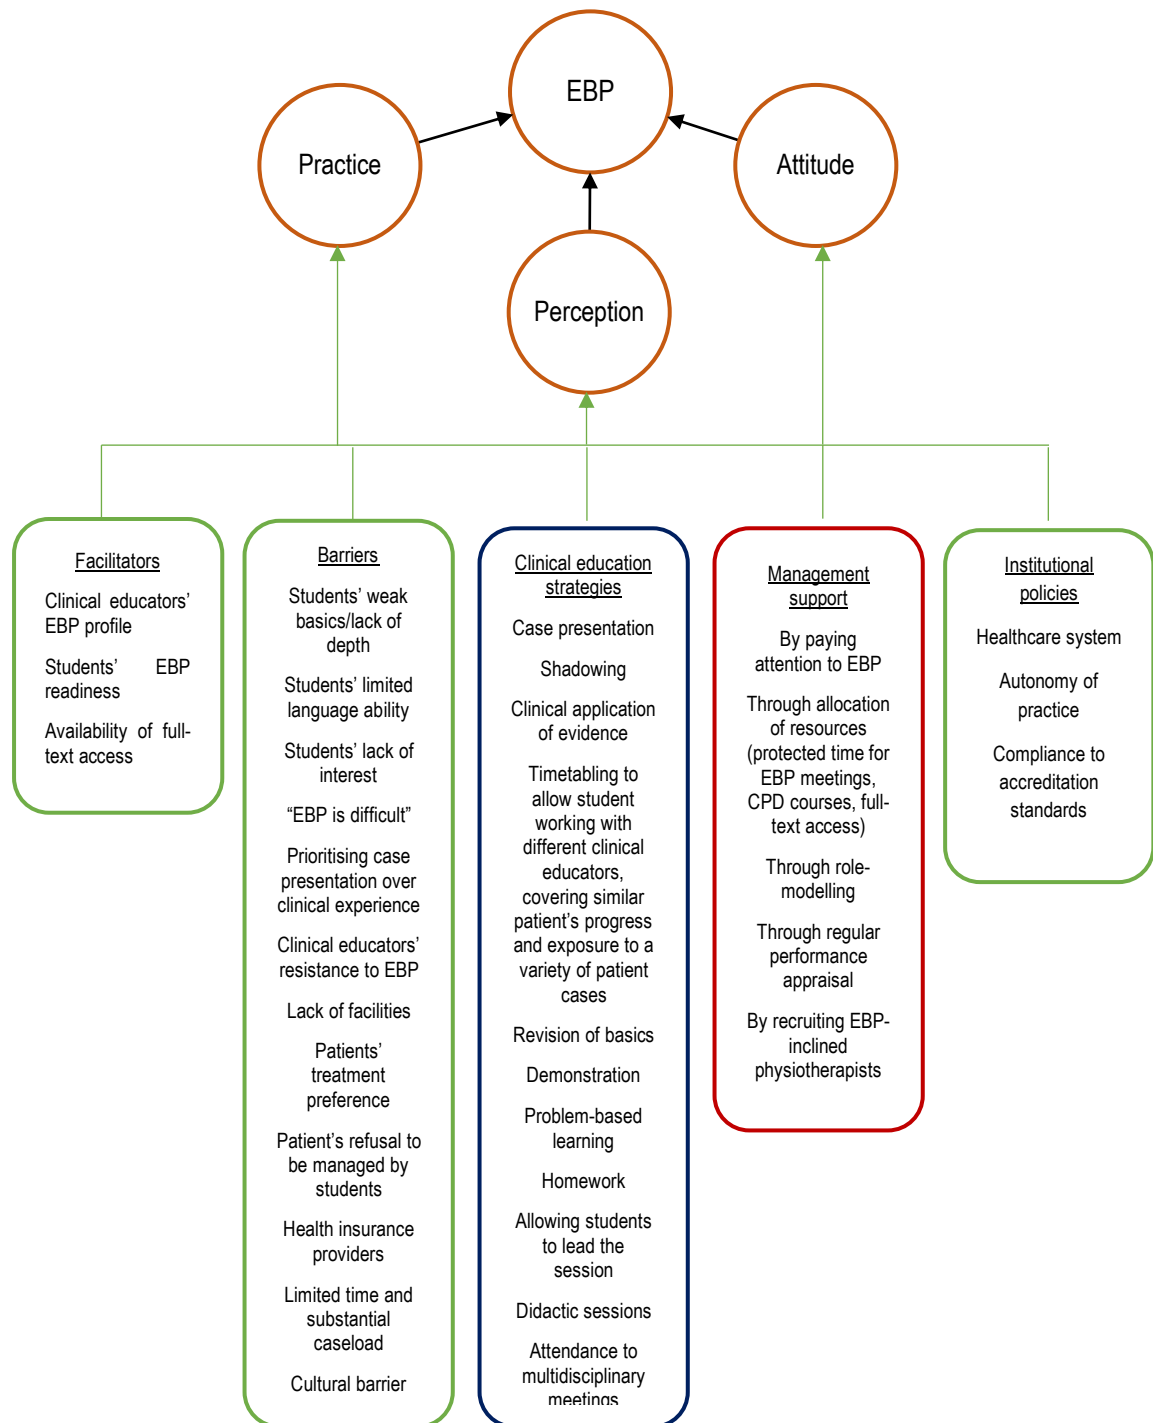 EBP
Practice
Attitude
Perception
Facilitators
Clinical educators’
EBP profile
Students’ EBP
readiness
Availability of full-
text access
Barriers
Students’ weak
basics/lack of
depth
Students’ limited
language ability
Students’ lack of
interest
“EBP is difficult”
Prioritising case
presentation over
clinical experience
Clinical educators’
resistance to EBP
Lack of facilities
Patients’
treatment
preference
Patient’s refusal to
be managed by
students
Health insurance
providers
Limited time and
substantial
caseload
Cultural barrier
Clinical education
strategies
Case presentation
Shadowing
Clinical application
of evidence
Timetabling to
allow student
working with
different clinical
educators,
covering similar
patient’s progress
and exposure to a
variety of patient
cases
Revision of basics
Demonstration
Problem-based
learning
Homework
Allowing students
to lead the
session
Didactic sessions
Attendance to
multidisciplinary
meetings
Management
support
By paying
attention to EBP
Through allocation
of resources
(protected time for
EBP meetings,
CPD courses, full-
text access)
Through role-
modelling
Through regular
performance
appraisal
By recruiting EBP-
inclined
physiotherapists
Institutional
policies
Healthcare system
Autonomy of
practice
Compliance to
accreditation
standards